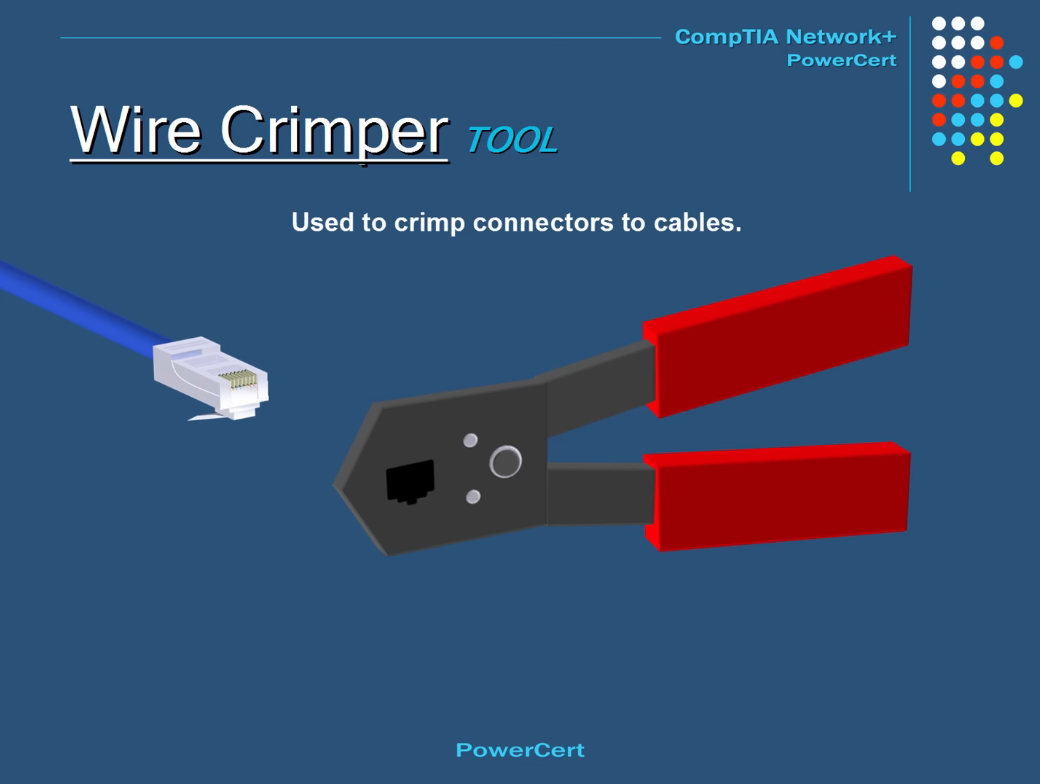 CompTIA Network+
PowerCert
Wire Crimper TOOL
Used to crimp connectors to cables.
PowerCert